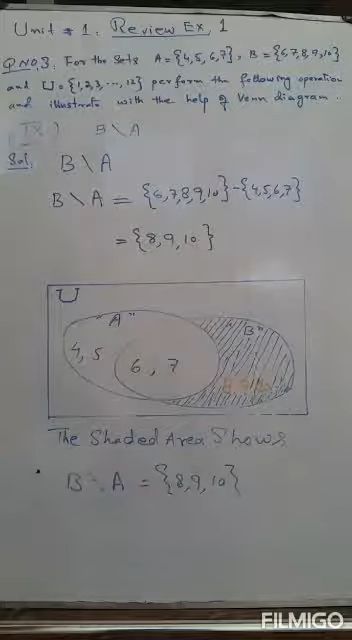 Unit # 1. Review Ex, 1
Q.NO.3. For the sets A={4,5,6,7}, B={6,7,8,9,10}
and U={1,2,3,...,12} perform the following operation
and illustrate with the help of Venn diagram.
ix) B\A
Sol. B\A
B\A = {6,7,8,9,10}-{4,5,6,7}
= {8,9,10}
U
"A" B"
4, 5
6, 7
The Shaded Area Shows
B\A = {8,9,10}
FILMIGO